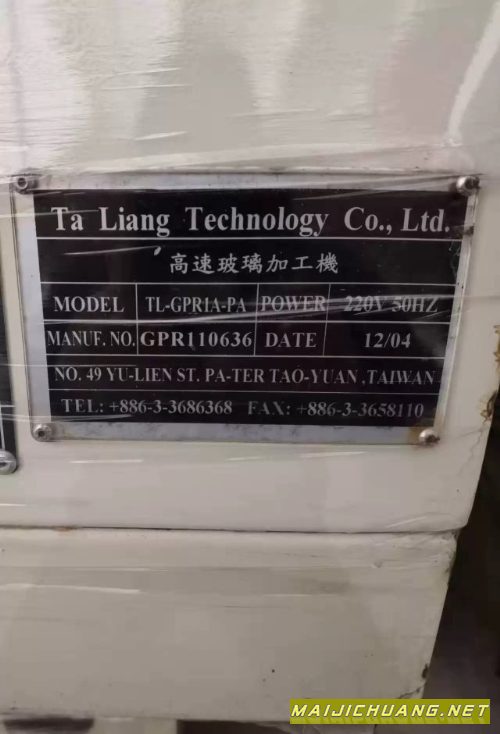 Ta Liang Technology Co., Ltd.
高速玻璃加工機
MODEL TL-GPR1A-PA POWER 220V 50HZ
MANUF. NO. GPR110636 DATE 12/04
NO. 49 YU-LIEN ST. PA-TER TAO-YUAN ,TAIWAN
TEL: +886-3-3686368 FAX: +886-3-3658110
MAIJICHUANG.NET